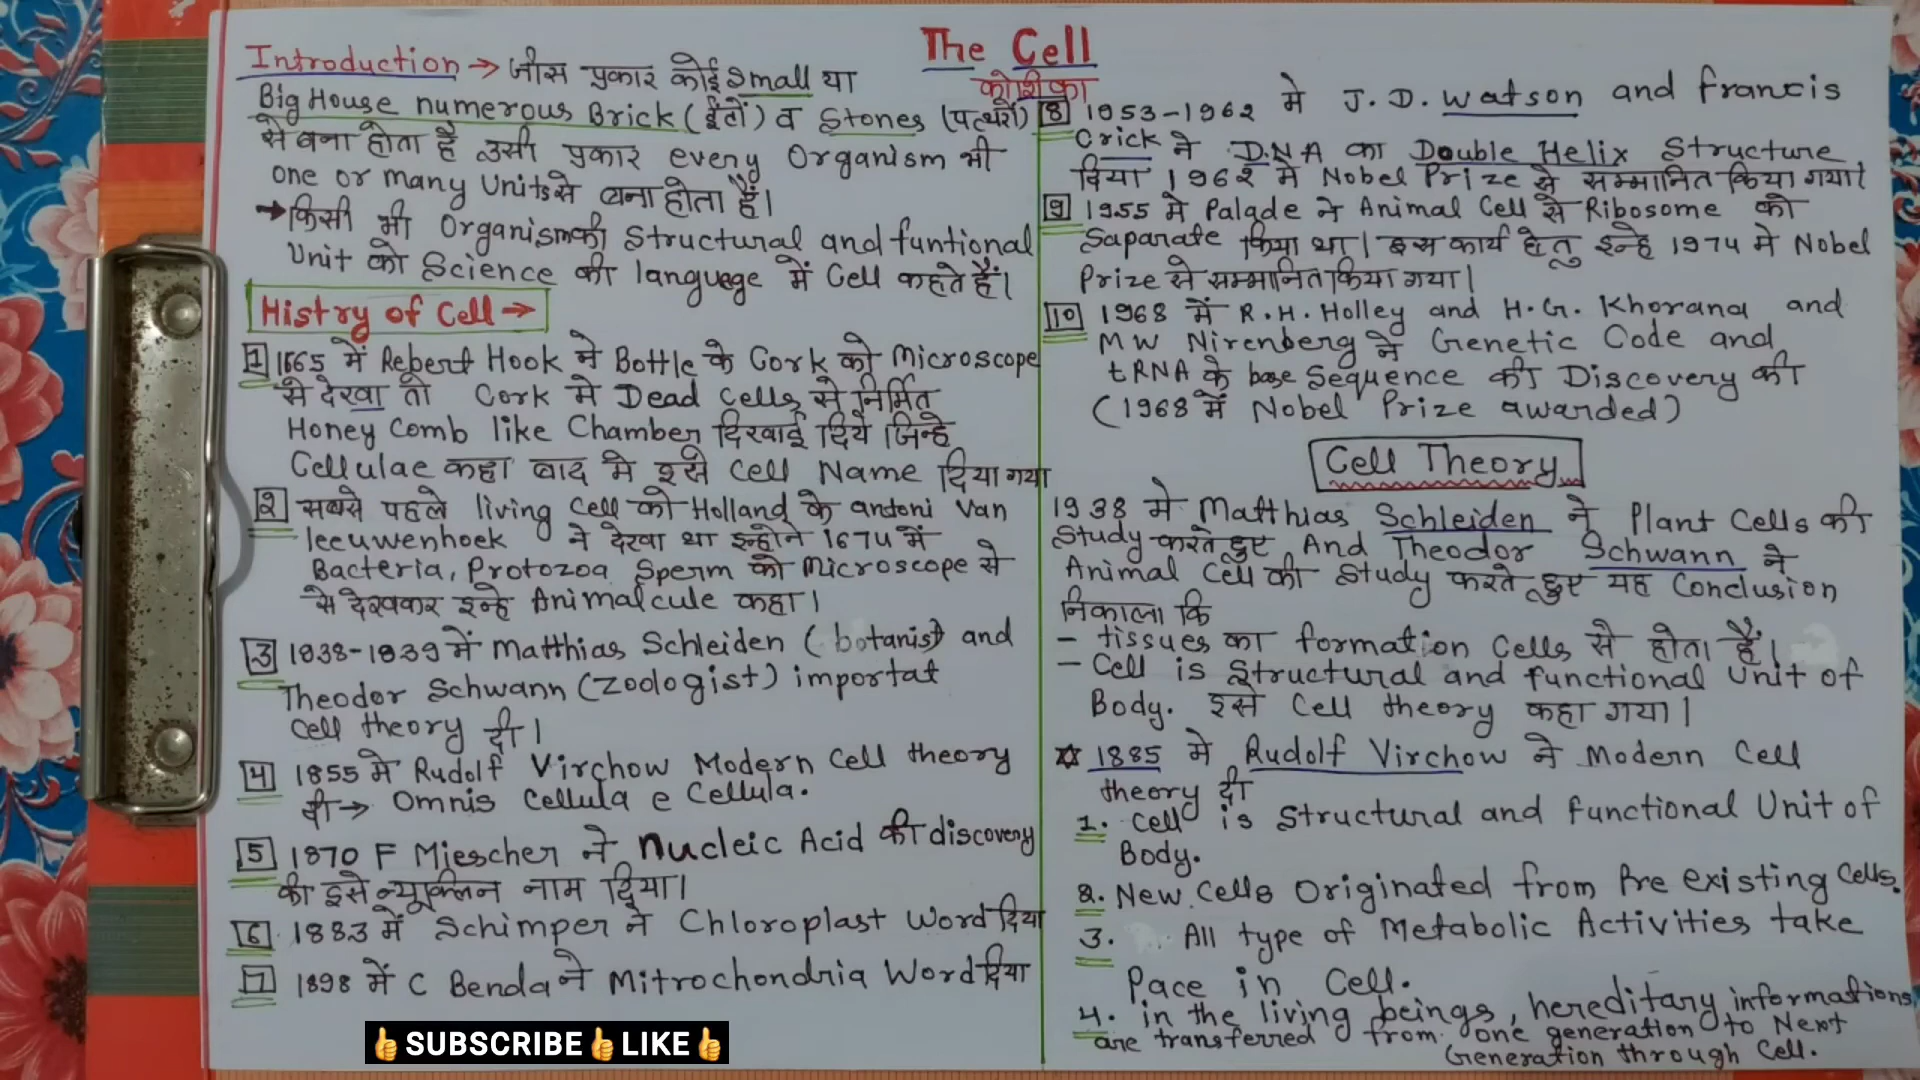 The Cell
कोशिका
Introduction → जीस प्रकार कोई small या
Big House numerous Brick (ईटों) व Stones (पत्थरों)
से बना होता है उसी प्रकार every Organism भी
one or many Units से बना होता हैं।
→ किसी भी Organism की Structural and funtional
Unit को Science की language में Cell कहते हैं।
Histry of Cell →
1 1665 में Rebert Hook ने Bottle के Cork को Microscope
से देखा तो Cork मे Dead Cells से निर्मित
Honey Comb like Chamber दिखाई दिये जिन्हे
Cellulae कहा बाद मे इसे Cell Name दिया गया
2 सबसे पहले living Cell को Holland के antoni Van
leeuwenhoek ने देखा था इन्होने 1674 में
Bacteria, Protozoa Sperm को Microscope से
से देखकर इन्हे Animalcule कहा।
3 1838-1839 में Matthias Schleiden (botanist) and
Theodor Schwann (Zoologist) importat
Cell theory दी।
4 1855 मे Rudolf Virchow Modern Cell theory
दी → Omnis Cellula e Cellula.
5 1870 F Miescher ने Nucleic Acid की discovery
की इसे न्यूक्लिन नाम दिया।
6 1883 में Schimper ने Chloroplast Word दिया
7 1898 में C Benda ने Mitrochondria Word दिया
8 1953-1962 मे J.D. Watson and Francis
Crick ने DNA का Double Helix Structure
दिया 1962 मे Nobel Prize से सम्मानित किया गया।
9 1955 मे Palade ने Animal Cell से Ribosome को
Saparate किया था। इस कार्य हेतु इन्हे 1974 मे Nobel
Prize से सम्मानित किया गया।
10 1968 में R.H. Holley and H.G. Khorana and
MW Nirenberg ने Genetic Code and
tRNA के base Sequence की Discovery की
(1968 में Nobel Prize awarded)
Cell Theory
1938 मे Matthias Schleiden ने Plant Cells की
Study करते हुए And Theodor Schwann ने
Animal Cell की Study करते हुए यह Conclusion
निकाला कि
- tissues का formation Cells से होता हैं।
- Cell is Structural and functional Unit of
Body. इसे Cell theory कहा गया।
☆ 1885 मे Rudolf Virchow ने Modern Cell
theory दी
1. Cell is Structural and Functional Unit of
Body.
2. New Cells Originated from Pre existing Cells.
3. All type of Metabolic Activities take
Pace in Cell.
4. in the living beings, hereditary informations
are transferred from one generation to Next
Generation through Cell.
👍SUBSCRIBE👍LIKE👍